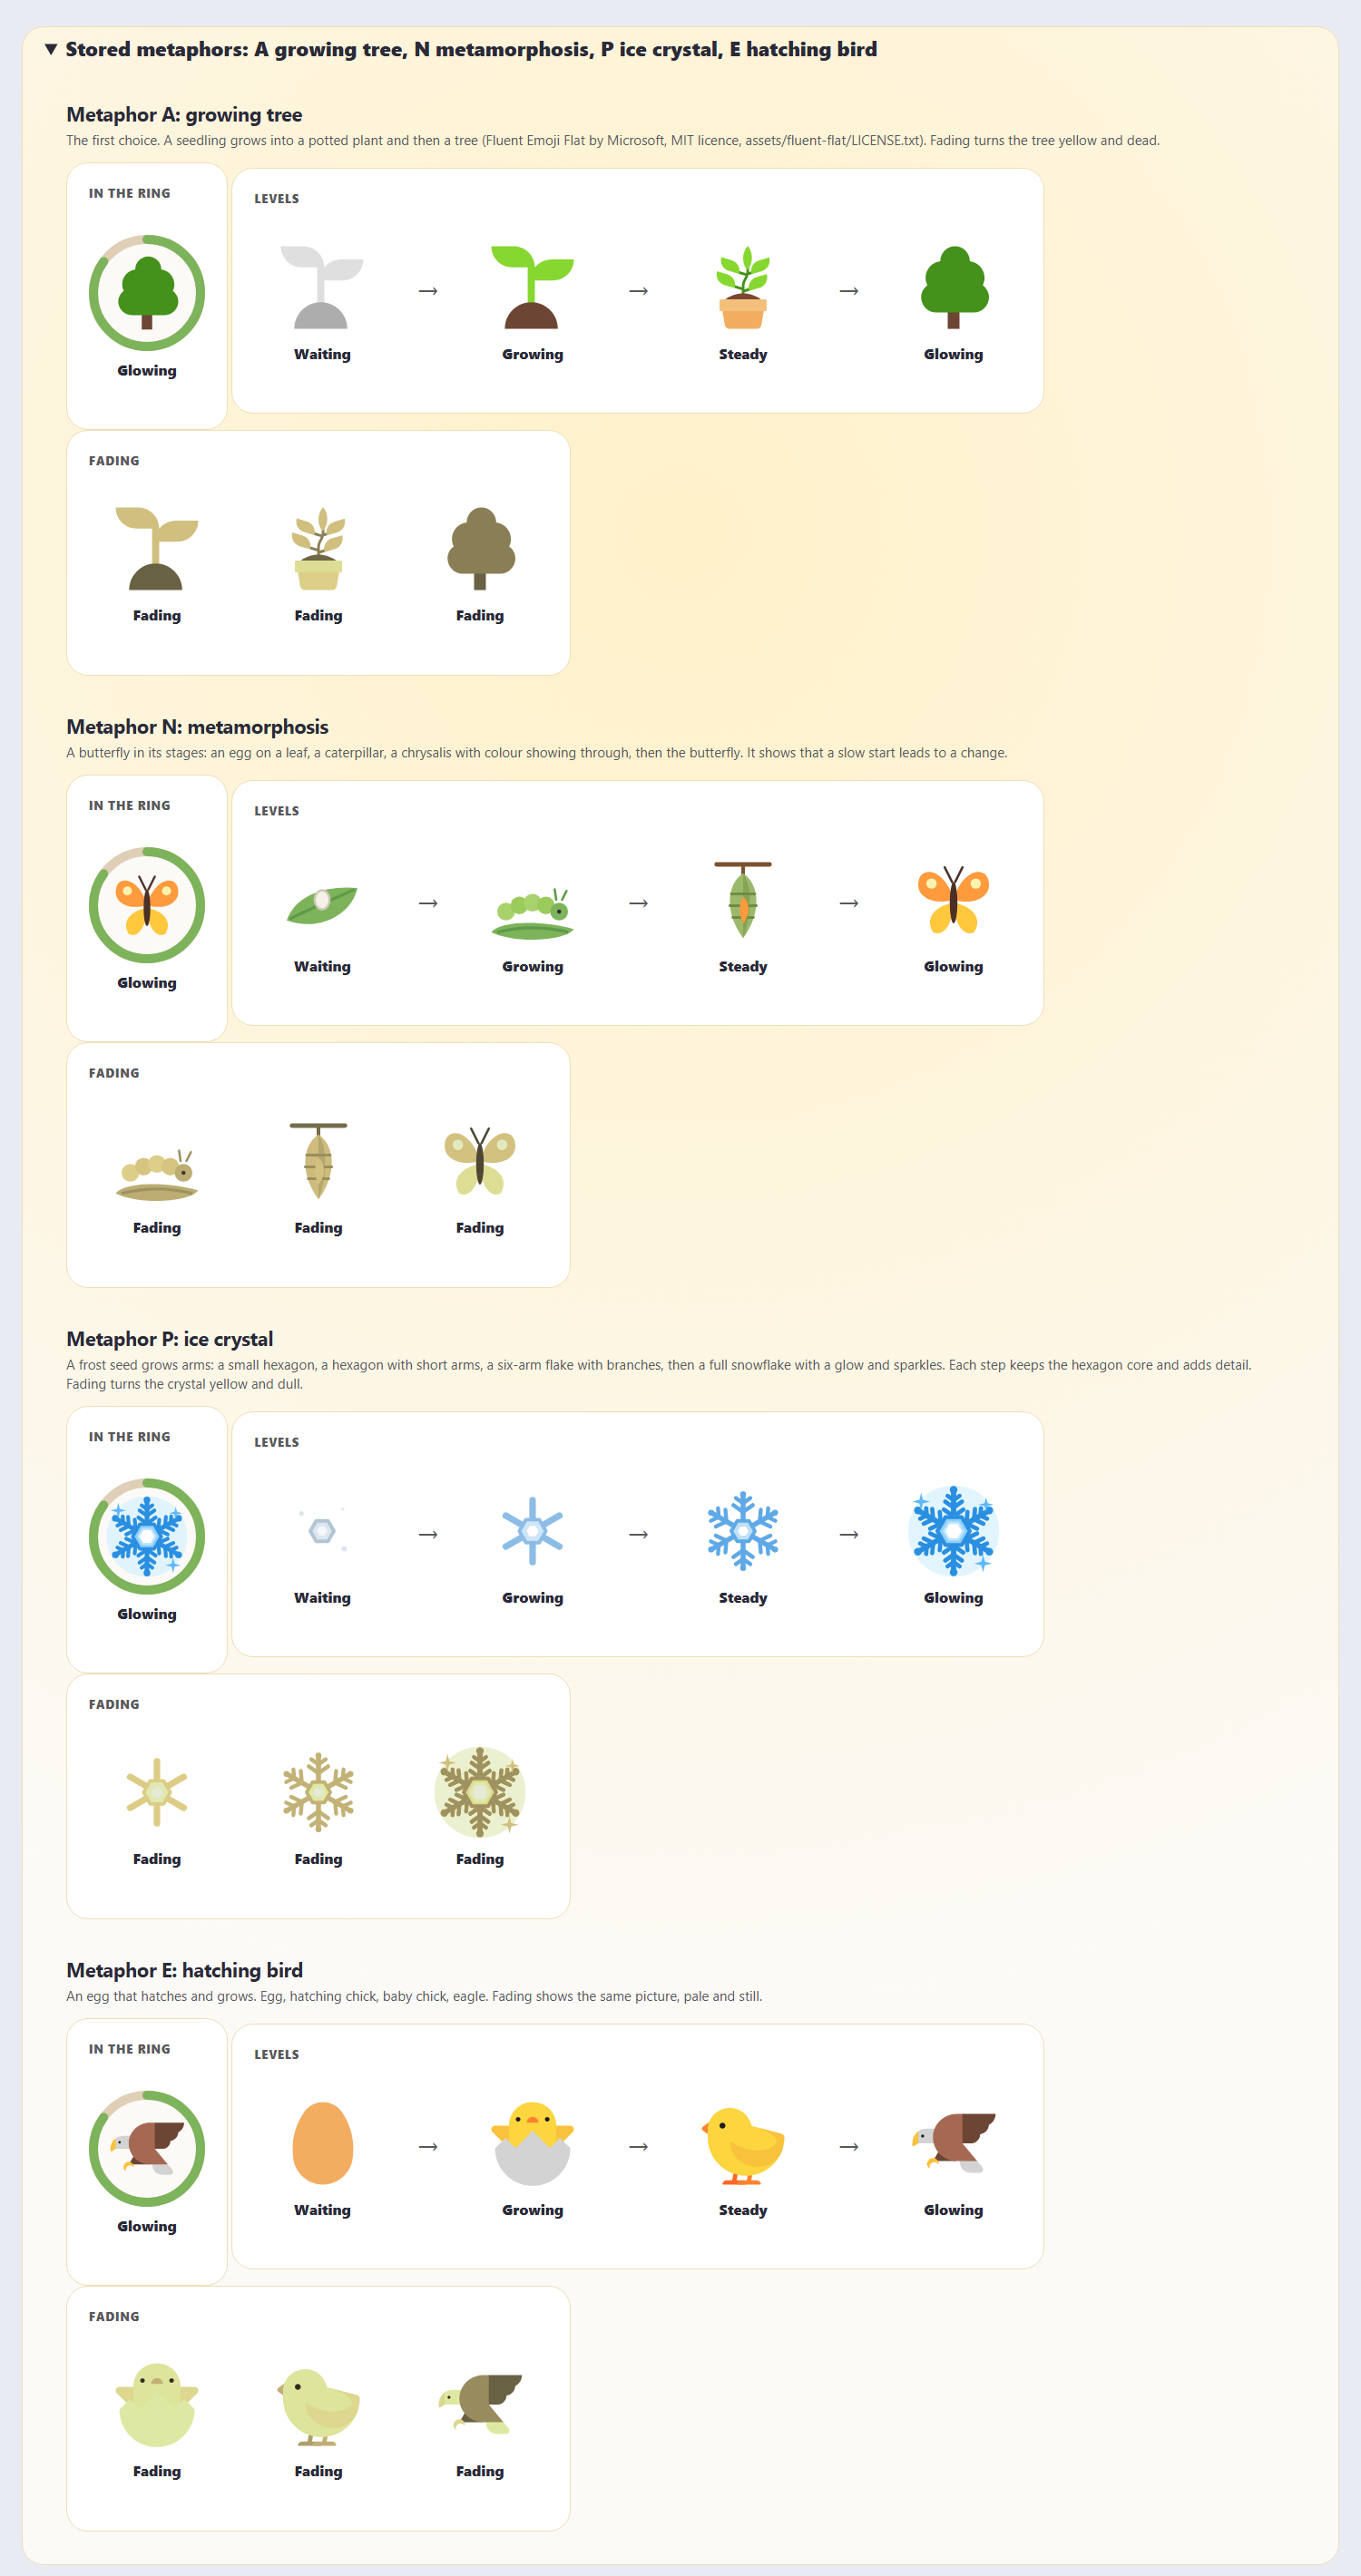 ▼ Stored metaphors: A growing tree, N metamorphosis, P ice crystal, E hatching bird
Metaphor A: growing tree
The first choice. A seedling grows into a potted plant and then a tree (Fluent Emoji Flat by Microsoft, MIT licence, assets/fluent-flat/LICENSE.txt). Fading turns the tree yellow and dead.
IN THE RING
Glowing
LEVELS
Waiting → Growing → Steady → Glowing
FADING
Fading Fading Fading
Metaphor N: metamorphosis
A butterfly in its stages: an egg on a leaf, a caterpillar, a chrysalis with colour showing through, then the butterfly. It shows that a slow start leads to a change.
IN THE RING
Glowing
LEVELS
Waiting → Growing → Steady → Glowing
FADING
Fading Fading Fading
Metaphor P: ice crystal
A frost seed grows arms: a small hexagon, a hexagon with short arms, a six-arm flake with branches, then a full snowflake with a glow and sparkles. Each step keeps the hexagon core and adds detail.
Fading turns the crystal yellow and dull.
IN THE RING
Glowing
LEVELS
Waiting → Growing → Steady → Glowing
FADING
Fading Fading Fading
Metaphor E: hatching bird
An egg that hatches and grows. Egg, hatching chick, baby chick, eagle. Fading shows the same picture, pale and still.
IN THE RING
Glowing
LEVELS
Waiting → Growing → Steady → Glowing
FADING
Fading Fading Fading